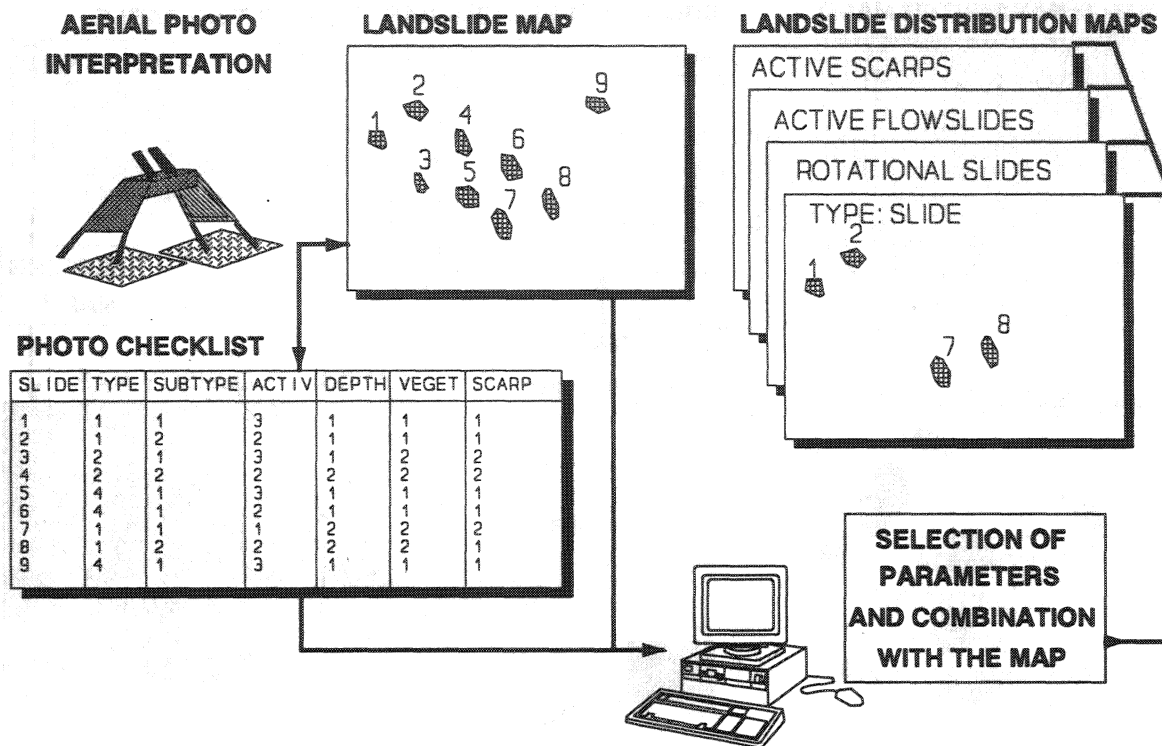 AERIAL PHOTO
INTERPRETATION
LANDSLIDE MAP
1
2
3
4
5
6
7
8
9
LANDSLIDE DISTRIBUTION MAPS
ACTIVE SCARPS
ACTIVE FLOWSLIDES
ROTATIONAL SLIDES
TYPE: SLIDE
1
2
7
8
PHOTO CHECKLIST
SLIDE TYPE SUBTYPE ACTIV DEPTH VEGET SCARP
1 1 1 3 1 1 1
2 1 2 2 1 1 1
3 2 1 3 1 2 2
4 2 2 2 2 2 2
5 4 1 3 1 1 1
6 4 1 2 1 1 1
7 1 1 1 2 2 2
8 1 2 2 2 2 1
9 4 1 3 1 1 1
SELECTION OF
PARAMETERS
AND COMBINATION
WITH THE MAP